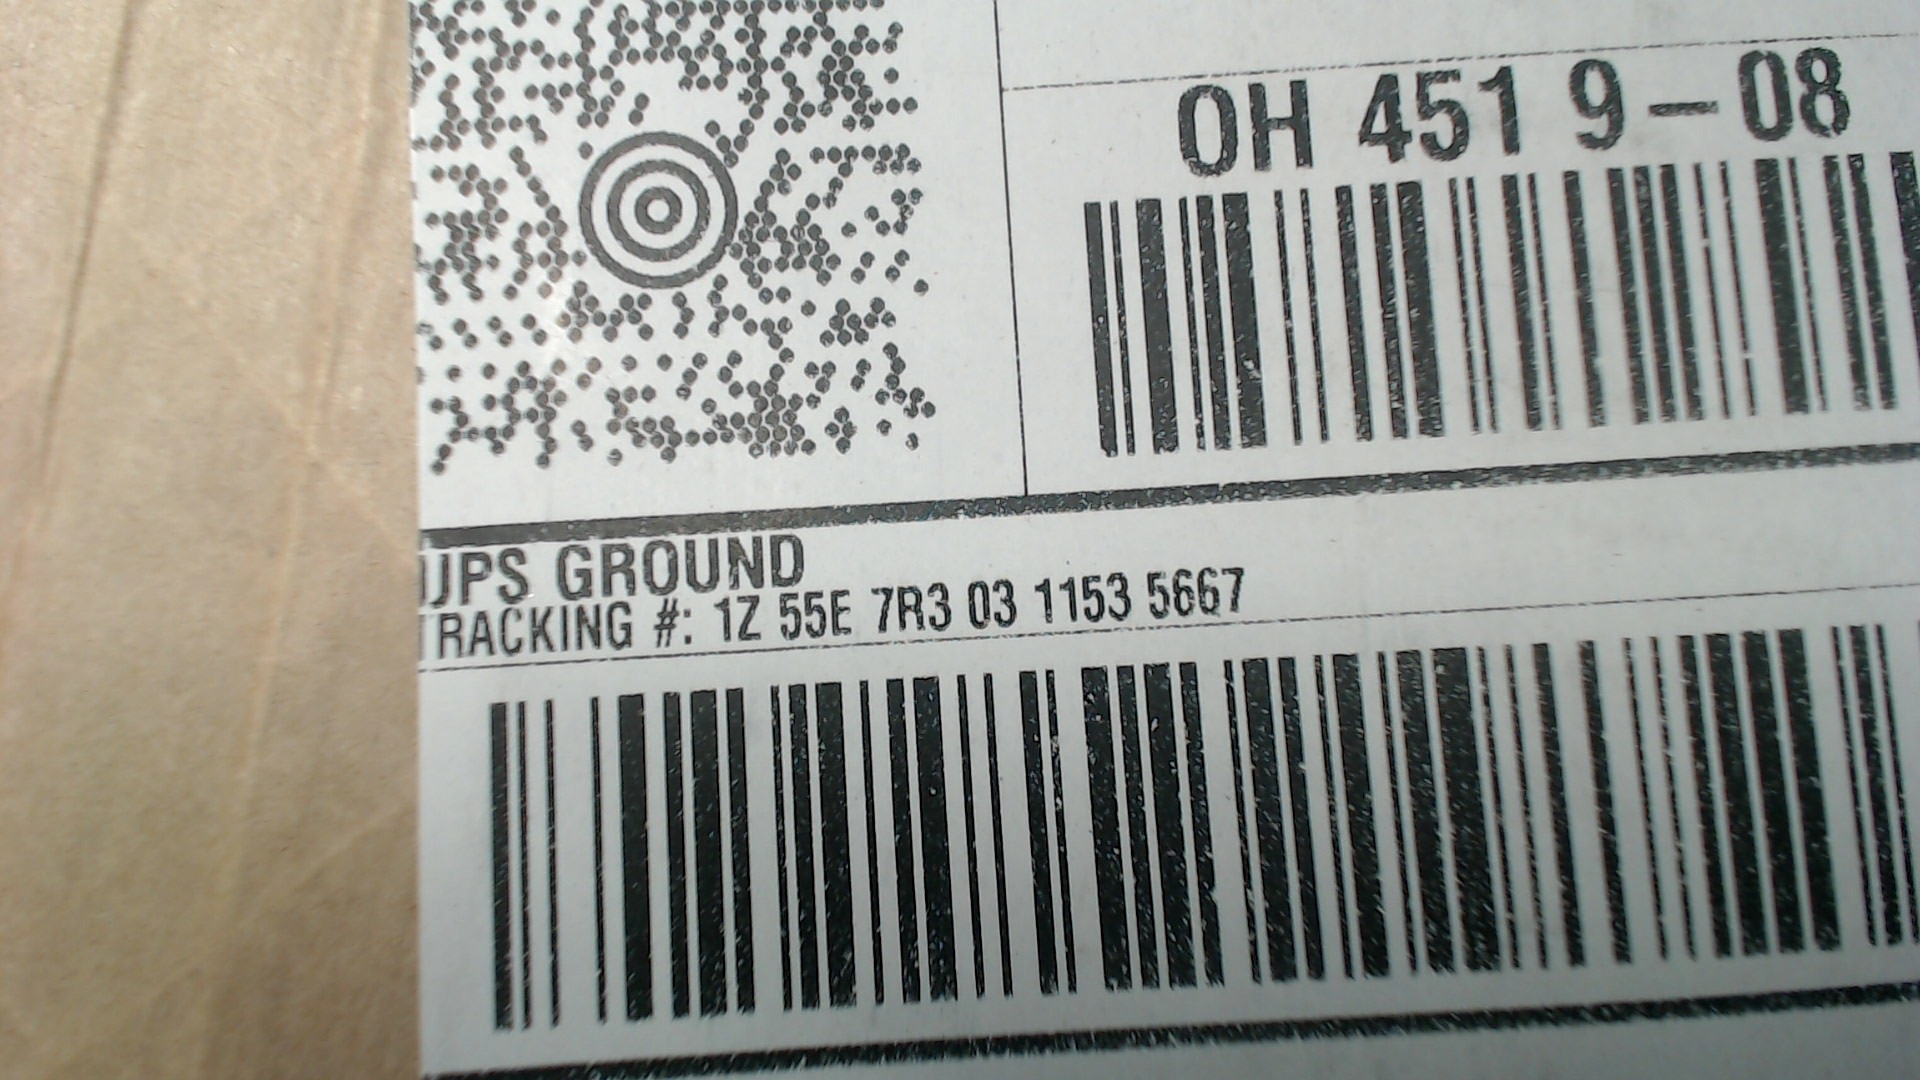 OH 451 9-08
UPS GROUND
TRACKING #: 1Z 55E 7R3 03 1153 5667